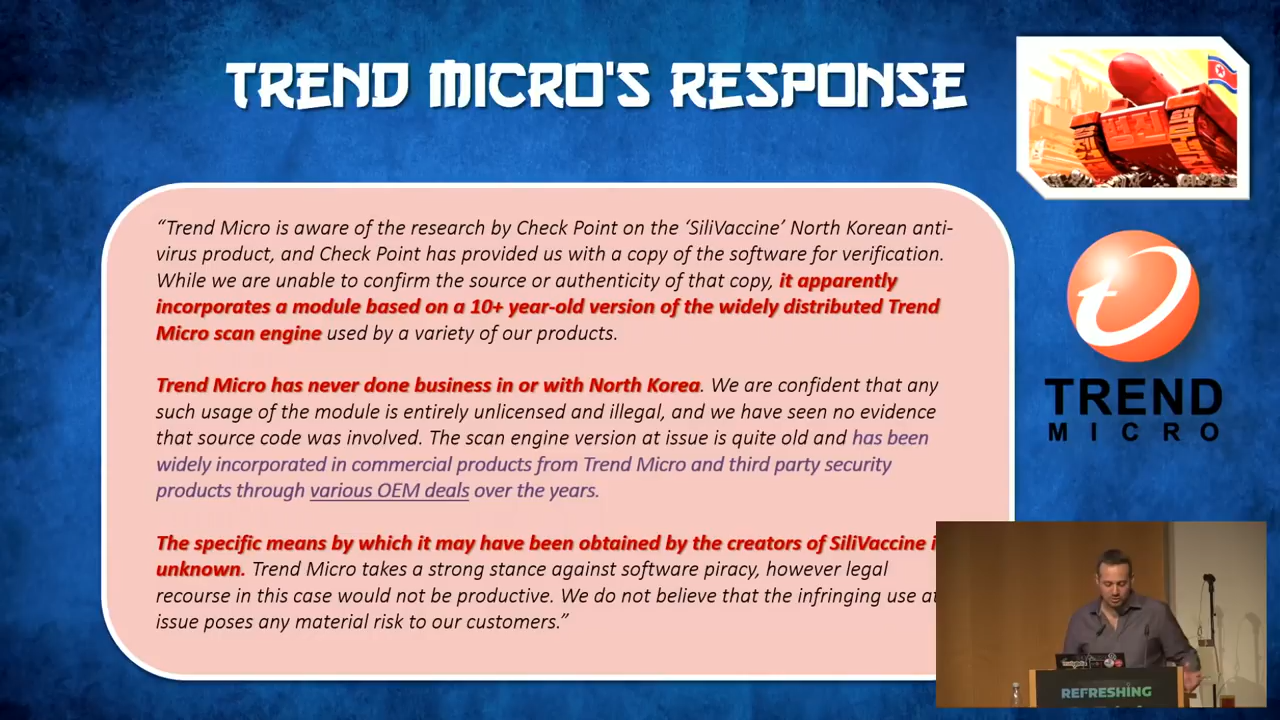 TREND MICRO'S RESPONSE
“Trend Micro is aware of the research by Check Point on the ‘SiliVaccine’ North Korean anti-
virus product, and Check Point has provided us with a copy of the software for verification.
While we are unable to confirm the source or authenticity of that copy, it apparently
incorporates a module based on a 10+ year-old version of the widely distributed Trend
Micro scan engine used by a variety of our products.
Trend Micro has never done business in or with North Korea. We are confident that any
such usage of the module is entirely unlicensed and illegal, and we have seen no evidence
that source code was involved. The scan engine version at issue is quite old and has been
widely incorporated in commercial products from Trend Micro and third party security
products through various OEM deals over the years.
The specific means by which it may have been obtained by the creators of SiliVaccine
unknown. Trend Micro takes a strong stance against software piracy, however legal
recourse in this case would not be productive. We do not believe that the infringing use
issue poses any material risk to our customers.”
TREND
MICRO
REFRESHING